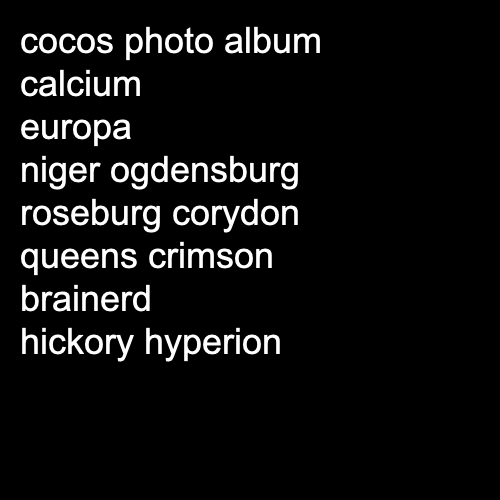 cocos photo album
calcium
europa
niger ogdensburg
roseburg corydon
queens crimson
brainerd
hickory hyperion